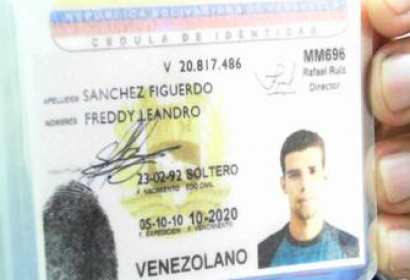 REPUBLICA BOLIVARIANA DE VENEZUELA
CEDULA DE IDENTIDAD
V 20.817.486
MM696
Rafael Ruiz
Director
APELLIDOS SANCHEZ FIGUERDO
NOMBRES FREDDY LEANDRO
23-02-92 SOLTERO
F. NACIMIENTO EDO CIVIL
05-10-10 10-2020
F. EXPEDICION F. VENCIMIENTO
VENEZOLANO